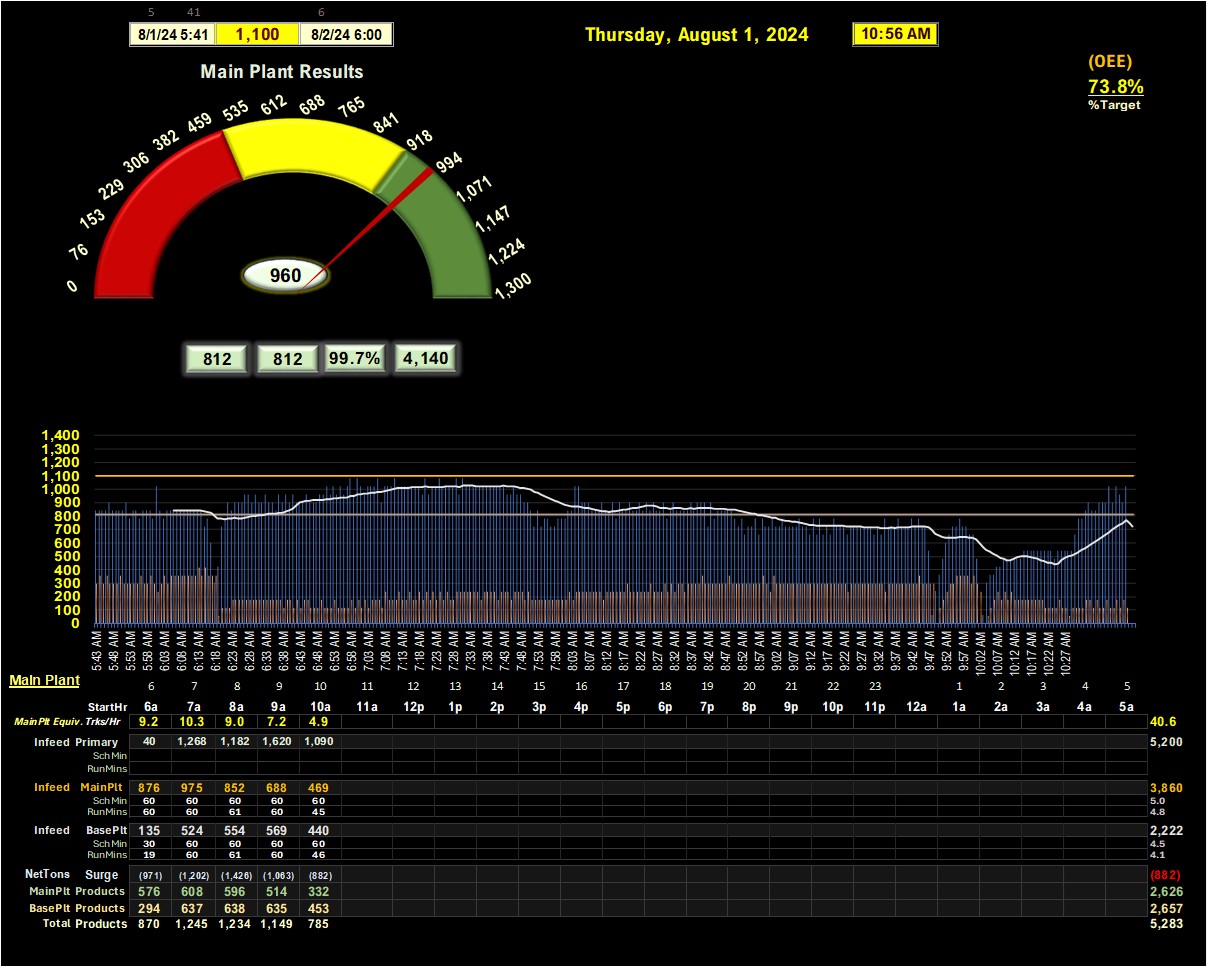 5 41 6
8/1/24 5:41 1,100 8/2/24 6:00 Thursday, August 1, 2024 10:56 AM
(OEE)
73.8%
%Target
Main Plant Results
0 76 153 229 306 382 459 535 612 688 765 841 918 994 1,071 1,147 1,224 1,300
960
812 812 99.7% 4,140
1,400
1,300
1,200
1,100
1,000
900
800
700
600
500
400
300
200
100
0
5:43 AM 5:48 AM 5:53 AM 5:58 AM 6:03 AM 6:08 AM 6:13 AM 6:18 AM 6:23 AM 6:28 AM 6:33 AM 6:38 AM 6:43 AM 6:48 AM 6:53 AM 6:58 AM 7:03 AM 7:08 AM 7:13 AM 7:18 AM 7:23 AM 7:28 AM 7:33 AM 7:38 AM 7:43 AM 7:48 AM 7:53 AM 7:58 AM 8:03 AM 8:07 AM 8:12 AM 8:17 AM 8:22 AM 8:27 AM 8:32 AM 8:37 AM 8:42 AM 8:47 AM 8:52 AM 8:57 AM 9:02 AM 9:07 AM 9:12 AM 9:17 AM 9:22 AM 9:27 AM 9:32 AM 9:37 AM 9:42 AM 9:47 AM 9:52 AM 9:57 AM 10:02 AM 10:07 AM 10:12 AM 10:17 AM 10:22 AM 10:27 AM
Main Plant
6 7 8 9 10 11 12 13 14 15 16 17 18 19 20 21 22 23 1 2 3 4 5
StartHr 6a 7a 8a 9a 10a 11a 12p 1p 2p 3p 4p 5p 6p 7p 8p 9p 10p 11p 12a 1a 2a 3a 4a 5a
MainPlt Equiv. Trks/Hr 9.2 10.3 9.0 7.2 4.9 40.6
Infeed Primary 40 1,268 1,182 1,620 1,090 5,200
Sch Min
RunMins
Infeed MainPlt 876 975 852 688 469 3,860
Sch Min 60 60 60 60 60 5.0
RunMins 60 60 61 60 45 4.8
Infeed BasePlt 135 524 554 569 440 2,222
Sch Min 30 60 60 60 60 4.5
RunMins 19 60 61 60 46 4.1
NetTons Surge (971) (1,202) (1,426) (1,063) (882) (882)
MainPlt Products 576 608 596 514 332 2,626
BasePlt Products 294 637 638 635 453 2,657
Total Products 870 1,245 1,234 1,149 785 5,283